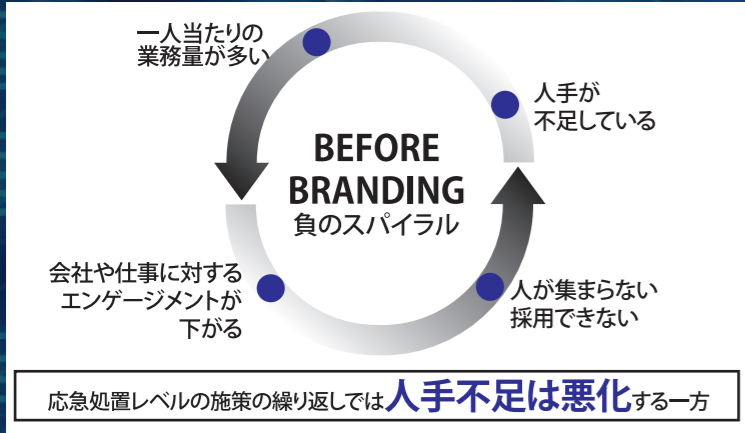 一人当たりの
業務量が多い
人手が
不足している
BEFORE
BRANDING
負のスパイラル
会社や仕事に対する
エンゲージメントが
下がる
人が集まらない
採用できない
応急処置レベルの施策の繰り返しでは人手不足は悪化する一方